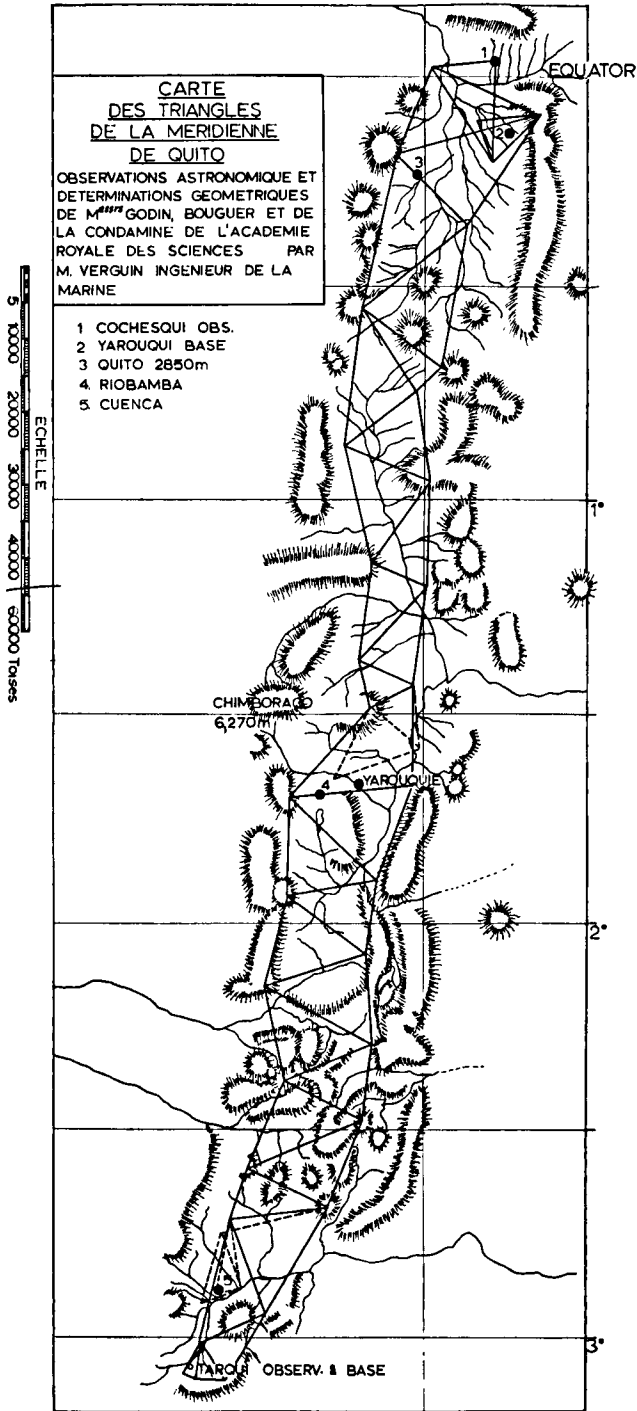 CARTE
DES TRIANGLES
DE LA MERIDIENNE
DE QUITO
OBSERVATIONS ASTRONOMIQUE ET
DETERMINATIONS GEOMETRIQUES
DE Messrs GODIN, BOUGUER ET DE
LA CONDAMINE DE L'ACADEMIE
ROYALE DES SCIENCES PAR
M. VERGUIN INGENIEUR DE LA
MARINE
1 COCHESQUI OBS.
2 YAROUQUI BASE
3 QUITO 2850m
4. RIOBAMBA
5. CUENCA
ECHELLE
5 10000 20000 30000 40000 60000 Toises
1
EQUATOR
2
3
1°
CHIMBORAÇO
6,270m
4
YAROUQUIE
2°
5
3°
TARQUI OBSERV. & BASE